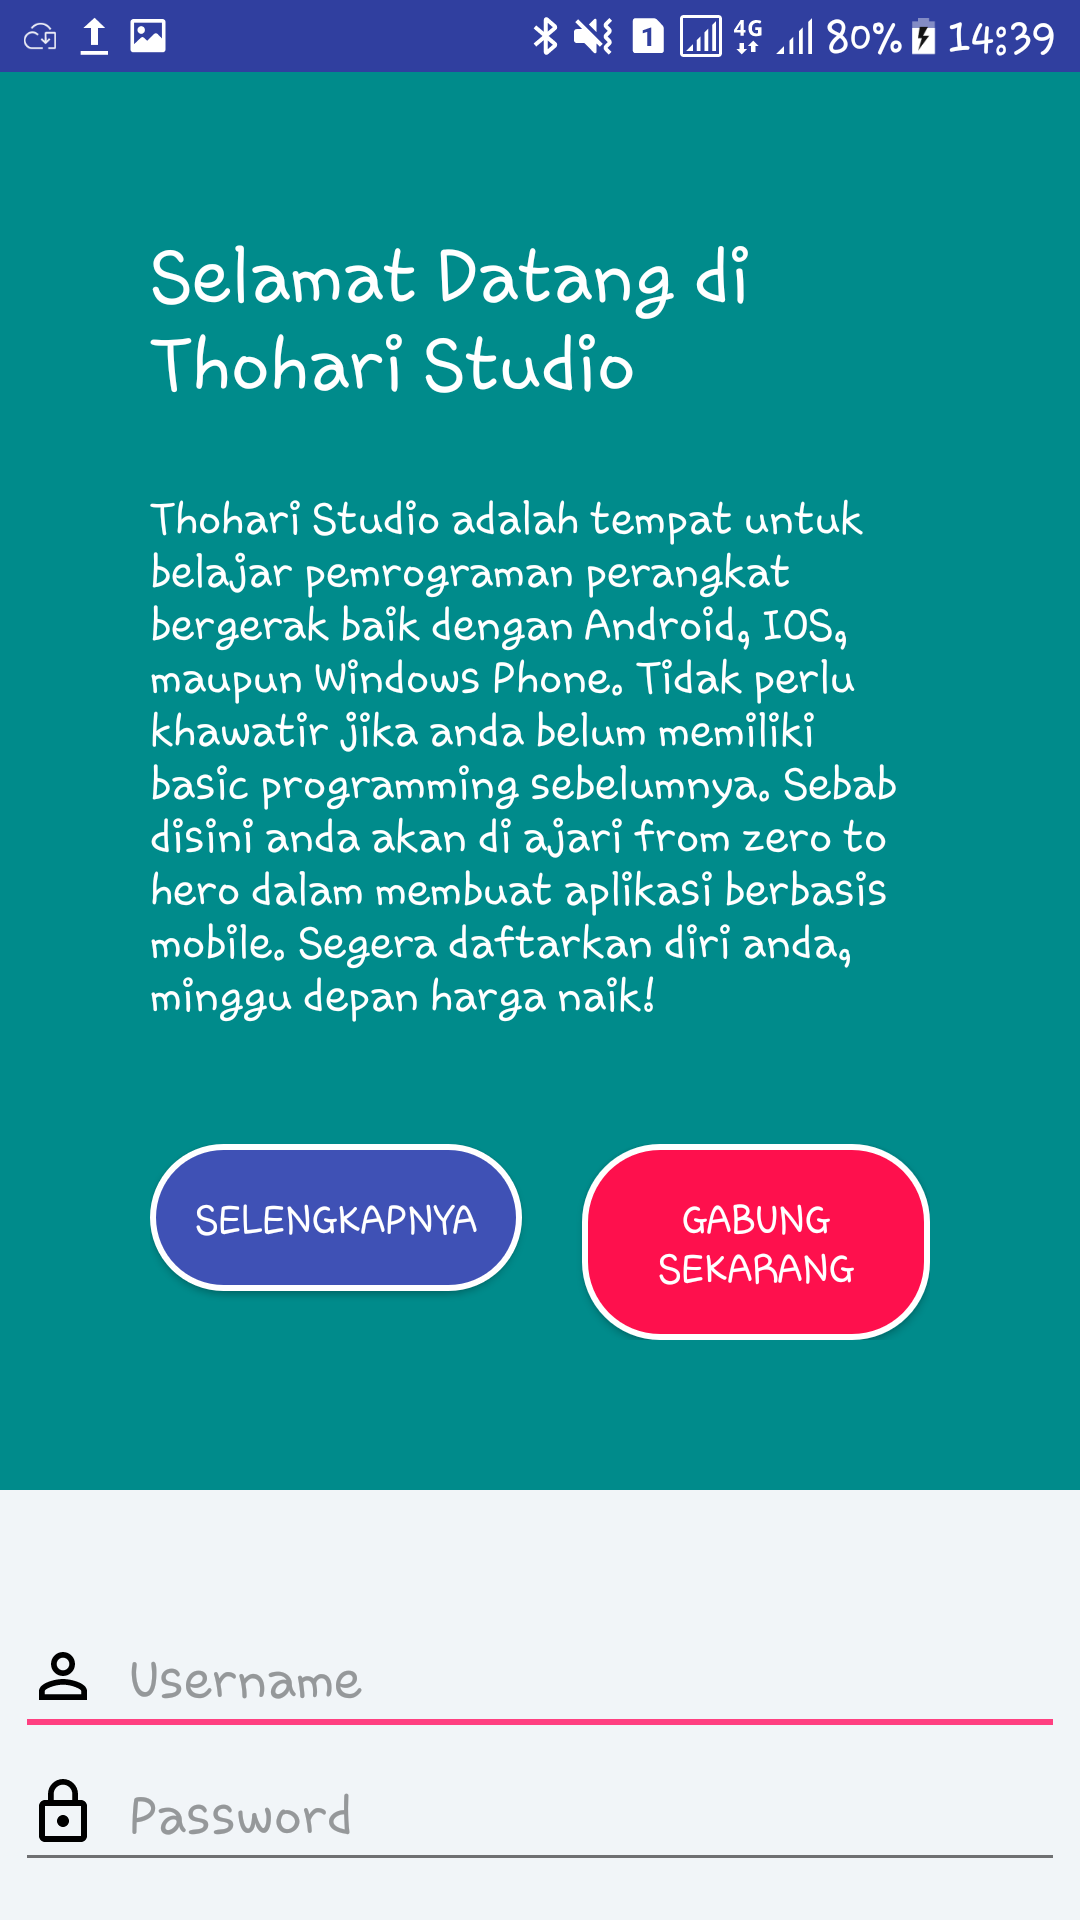 1 4G 80% 14:39
Selamat Datang di
Thohari Studio
Thohari Studio adalah tempat untuk
belajar pemrograman perangkat
bergerak baik dengan Android, IOS,
maupun Windows Phone. Tidak perlu
khawatir jika anda belum memiliki
basic programming sebelumnya. Sebab
disini anda akan di ajari from zero to
hero dalam membuat aplikasi berbasis
mobile. Segera daftarkan diri anda,
minggu depan harga naik!
SELENGKAPNYA
GABUNG
SEKARANG
Username
Password